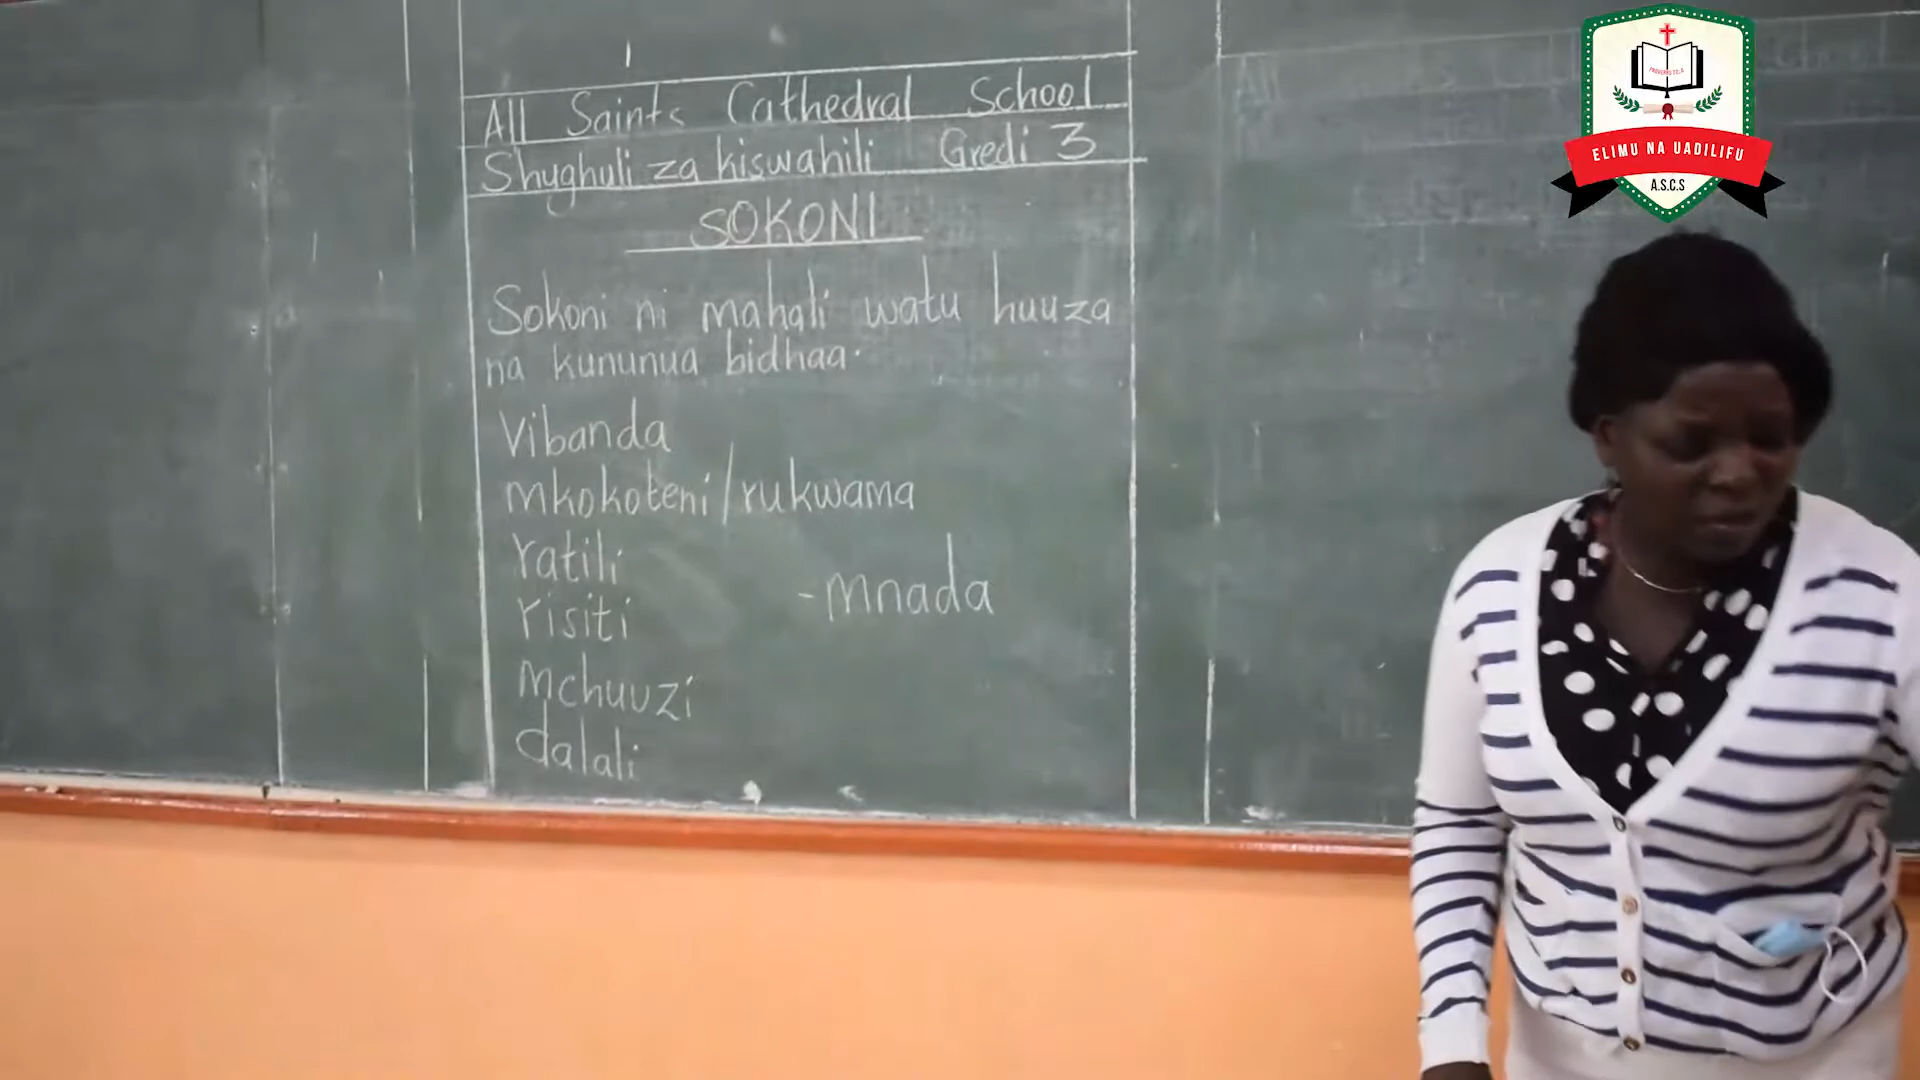 All Saints Cathedral School
Shughuli za kiswahili Gredi 3
SOKONI
Sokoni ni mahali watu huuza
na kununua bidhaa.
Vibanda
mkokoteni/rukwama
ratili
risiti
-mnada
mchuuzi
dalali
ELIMU NA UADILIFU
A.S.C.S